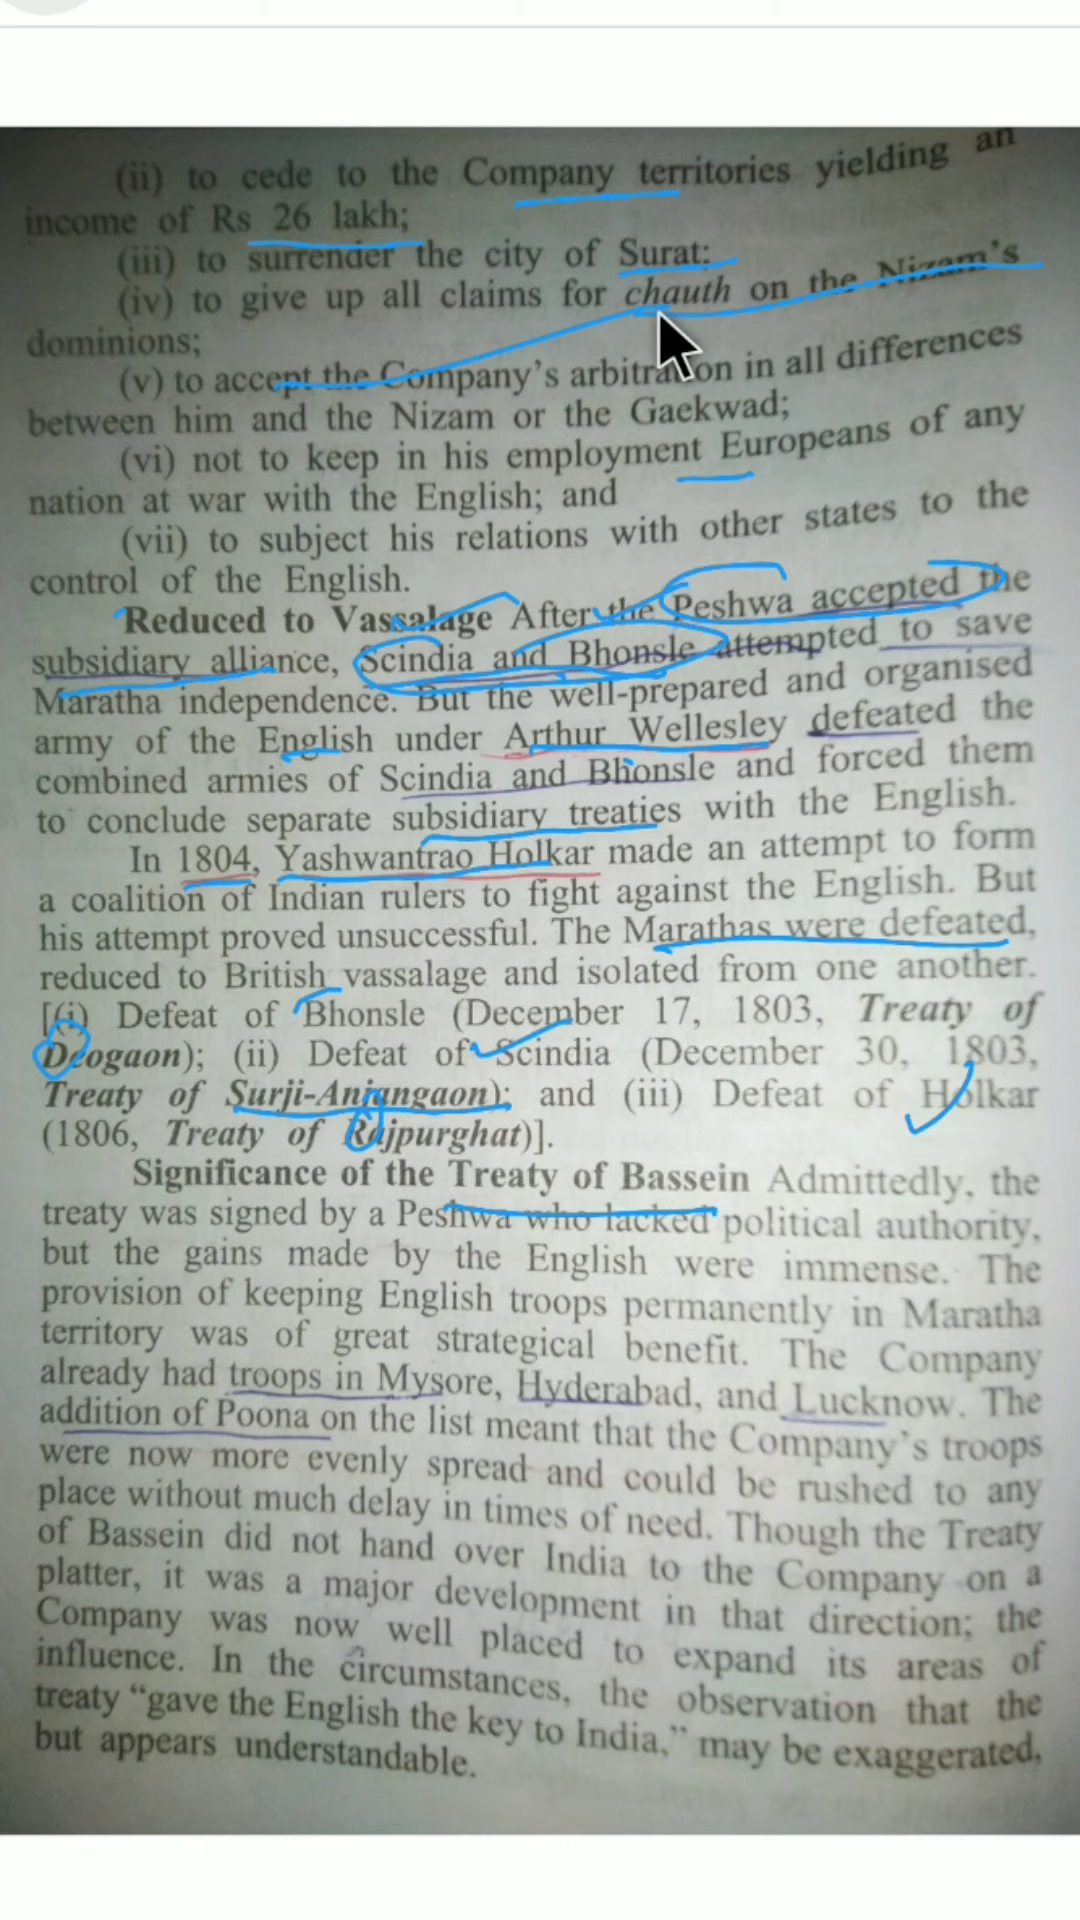 (ii) to cede to the Company territories yielding an
income of Rs 26 lakh;
(iii) to surrender the city of Surat;
(iv) to give up all claims for chauth on the Nizam's
dominions;
(v) to accept the Company's arbitration in all differences
between him and the Nizam or the Gaekwad;
(vi) not to keep in his employment Europeans of any
nation at war with the English; and
(vii) to subject his relations with other states to the
control of the English.
Reduced to Vassalage After the Peshwa accepted the
subsidiary alliance, Scindia and Bhonsle attempted to save
Maratha independence. But the well-prepared and organised
army of the English under Arthur Wellesley defeated the
combined armies of Scindia and Bhonsle and forced them
to conclude separate subsidiary treaties with the English.
In 1804, Yashwantrao Holkar made an attempt to form
a coalition of Indian rulers to fight against the English. But
his attempt proved unsuccessful. The Marathas were defeated,
reduced to British vassalage and isolated from one another.
[(i) Defeat of Bhonsle (December 17, 1803, Treaty of
Deogaon); (ii) Defeat of Scindia (December 30, 1803,
Treaty of Surji-Anjangaon); and (iii) Defeat of Holkar
(1806, Treaty of Rajpurghat)].
Significance of the Treaty of Bassein Admittedly, the
treaty was signed by a Peshwa who lacked political authority,
but the gains made by the English were immense. The
provision of keeping English troops permanently in Maratha
territory was of great strategical benefit. The Company
already had troops in Mysore, Hyderabad, and Lucknow. The
addition of Poona on the list meant that the Company's troops
were now more evenly spread and could be rushed to any
place without much delay in times of need. Though the Treaty
of Bassein did not hand over India to the Company on a
platter, it was a major development in that direction; the
Company was now well placed to expand its areas of
influence. In the circumstances, the observation that the
treaty “gave the English the key to India,” may be exaggerated,
but appears understandable.